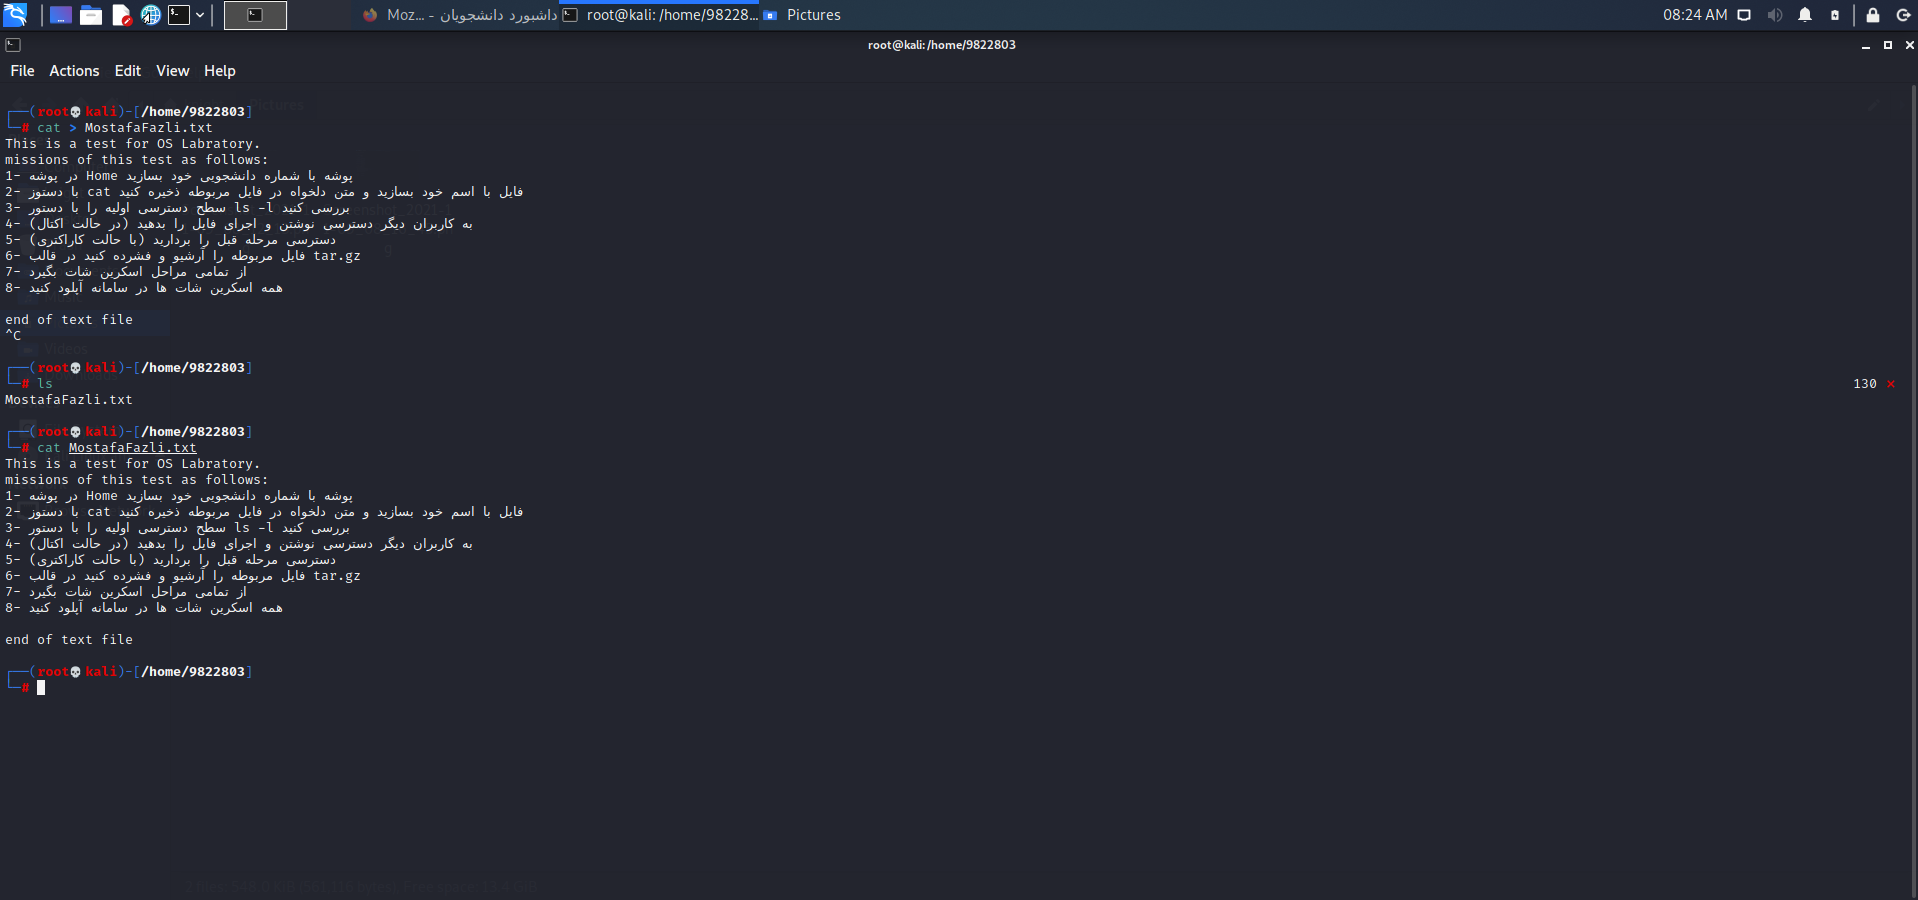 Moz... - داشبورد دانشجویان
root@kali: /home/98228...
Pictures
08:24 AM
root@kali: /home/9822803
File Actions Edit View Help
┌──(root💀kali)-[/home/9822803]
└─# cat > MostafaFazli.txt
This is a test for OS Labratory.
missions of this test as follows:
1- پوشه با شماره دانشجویی خود بسازید Home در پوشه
2- فایل با اسم خود بسازید و متن دلخواه در فایل مربوطه ذخیره کنید cat با دستوز
3- بررسی کنید ls -l سطح دسترسی اولیه را با دستور
4- به کاربران دیگر دسترسی نوشتن و اجرای فایل را بدهید (در حالت اکتال)
5- دسترسی مرحله قبل را بردارید (با حالت کاراکتری)
6- فایل مربوطه را آرشیو و فشرده کنید در قالب tar.gz
7- از تمامی مراحل اسکرین شات بگیرد
8- همه اسکرین شات ها در سامانه آپلود کنید
end of text file
^C
┌──(root💀kali)-[/home/9822803]
└─# ls
130 ⨯
MostafaFazli.txt
┌──(root💀kali)-[/home/9822803]
└─# cat MostafaFazli.txt
This is a test for OS Labratory.
missions of this test as follows:
1- پوشه با شماره دانشجویی خود بسازید Home در پوشه
2- فایل با اسم خود بسازید و متن دلخواه در فایل مربوطه ذخیره کنید cat با دستوز
3- بررسی کنید ls -l سطح دسترسی اولیه را با دستور
4- به کاربران دیگر دسترسی نوشتن و اجرای فایل را بدهید (در حالت اکتال)
5- دسترسی مرحله قبل را بردارید (با حالت کاراکتری)
6- فایل مربوطه را آرشیو و فشرده کنید در قالب tar.gz
7- از تمامی مراحل اسکرین شات بگیرد
8- همه اسکرین شات ها در سامانه آپلود کنید
end of text file
┌──(root💀kali)-[/home/9822803]
└─#